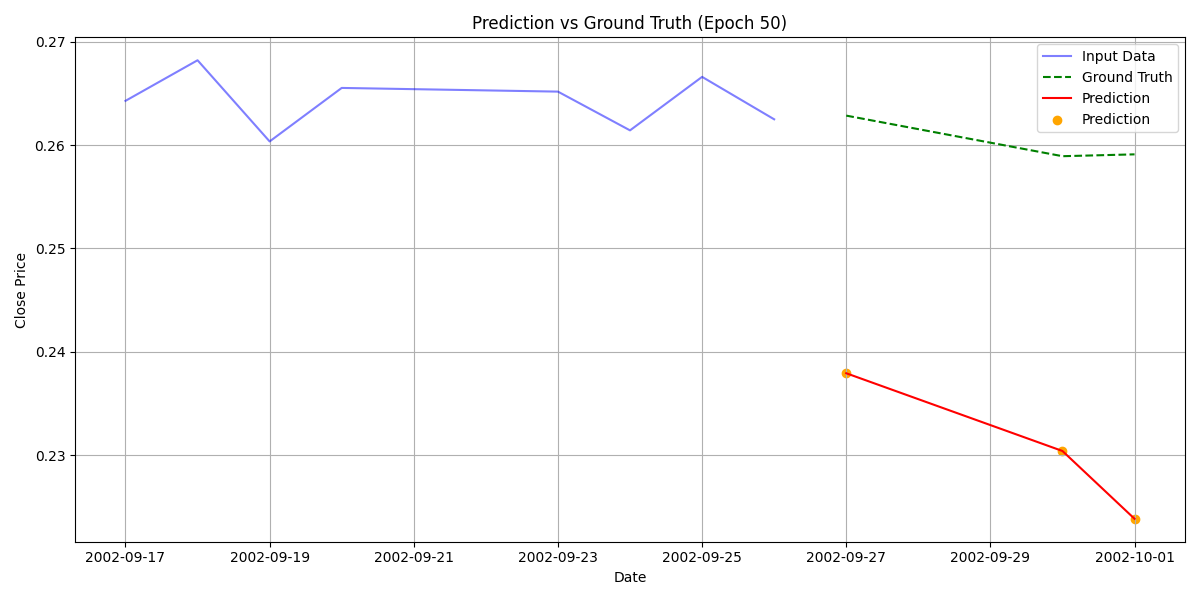 Prediction vs Ground Truth (Epoch 50)
Input Data
Ground Truth
Prediction
Prediction
Close Price
0.27
0.26
0.25
0.24
0.23
2002-09-17
2002-09-19
2002-09-21
2002-09-23
2002-09-25
2002-09-27
2002-09-29
2002-10-01
Date